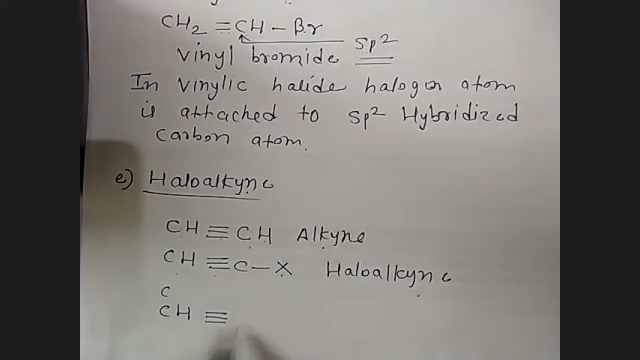 CH2 = CH - Br
vinyl bromide sp2
In vinylic halide halogen atom
is attached to sp2 Hybridized
carbon atom.
e) Haloalkyne
CH ≡ CH Alkyne
CH ≡ C - X Haloalkyne
C
CH ≡